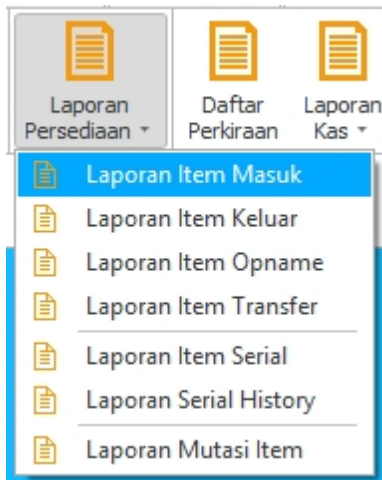 Laporan
Persediaan
Daftar
Perkiraan
Laporan
Kas
Laporan Item Masuk
Laporan Item Keluar
Laporan Item Opname
Laporan Item Transfer
Laporan Item Serial
Laporan Serial History
Laporan Mutasi Item